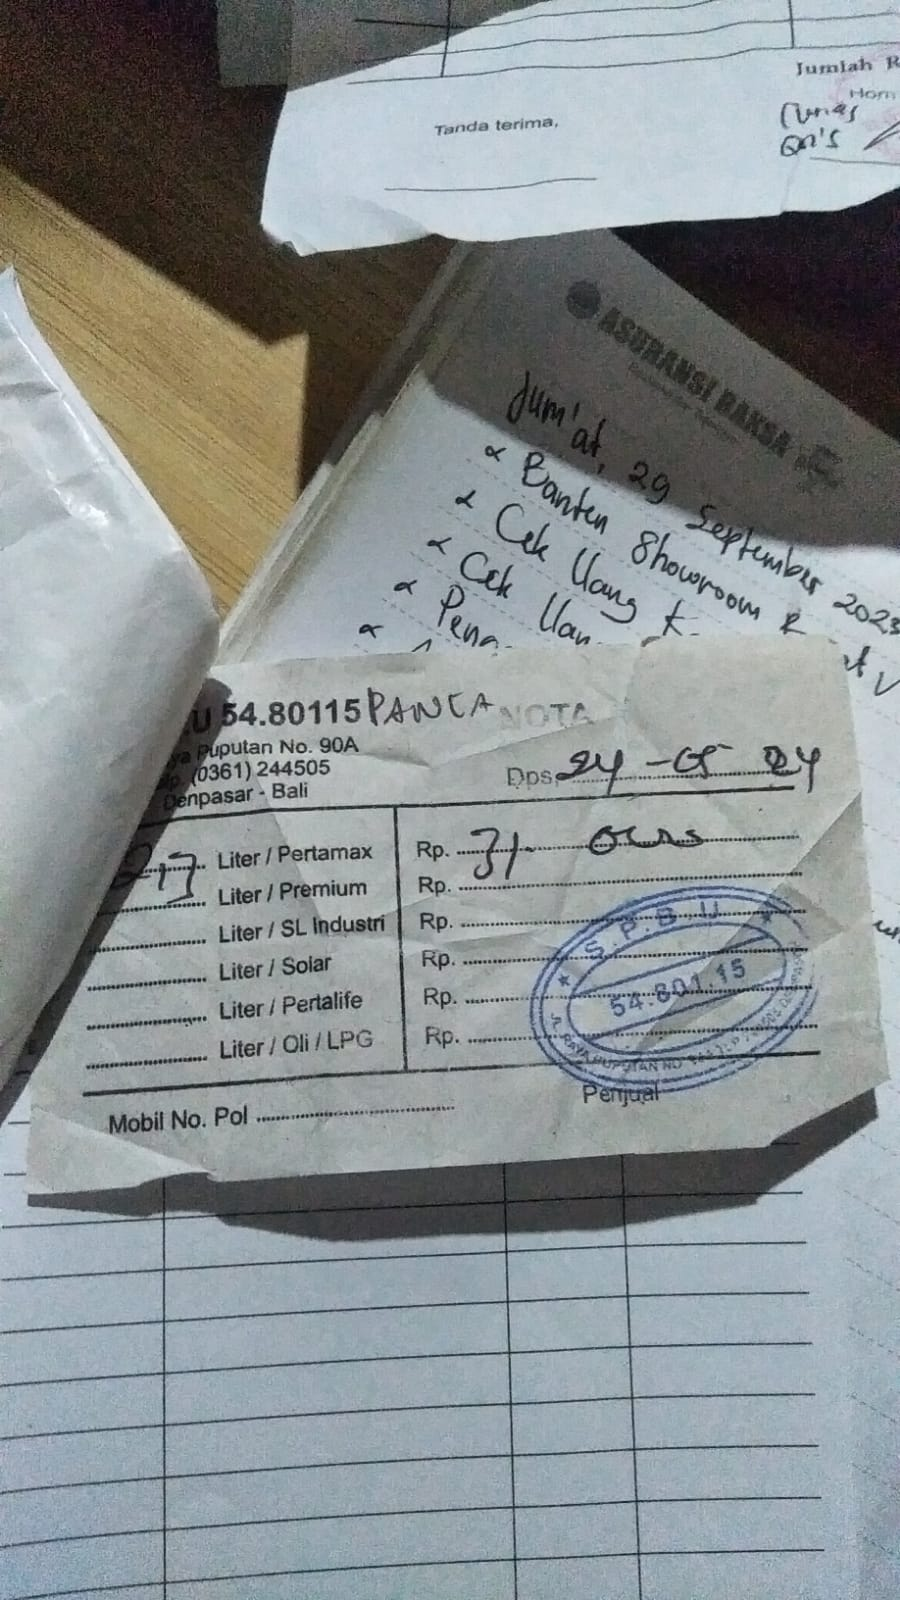 Jumlah R
Tanda terima,
ASURANSI RAKSA
Jum'at, 29 September 2023
Banten Showroom &
Cek Uang
Cek
54.80115 PANCA NOTA
Puputan No. 90A
(0361) 244505
Denpasar - Bali
Dps, 24-05 24
Liter / Pertamax Rp. 31-
Liter / Premium Rp.
Liter / SL Industri Rp.
Liter / Solar Rp.
Liter / Pertalife Rp.
Liter / Oli / LPG Rp.
S.P.B.U
54.801.15
Mobil No. Pol
Penjual